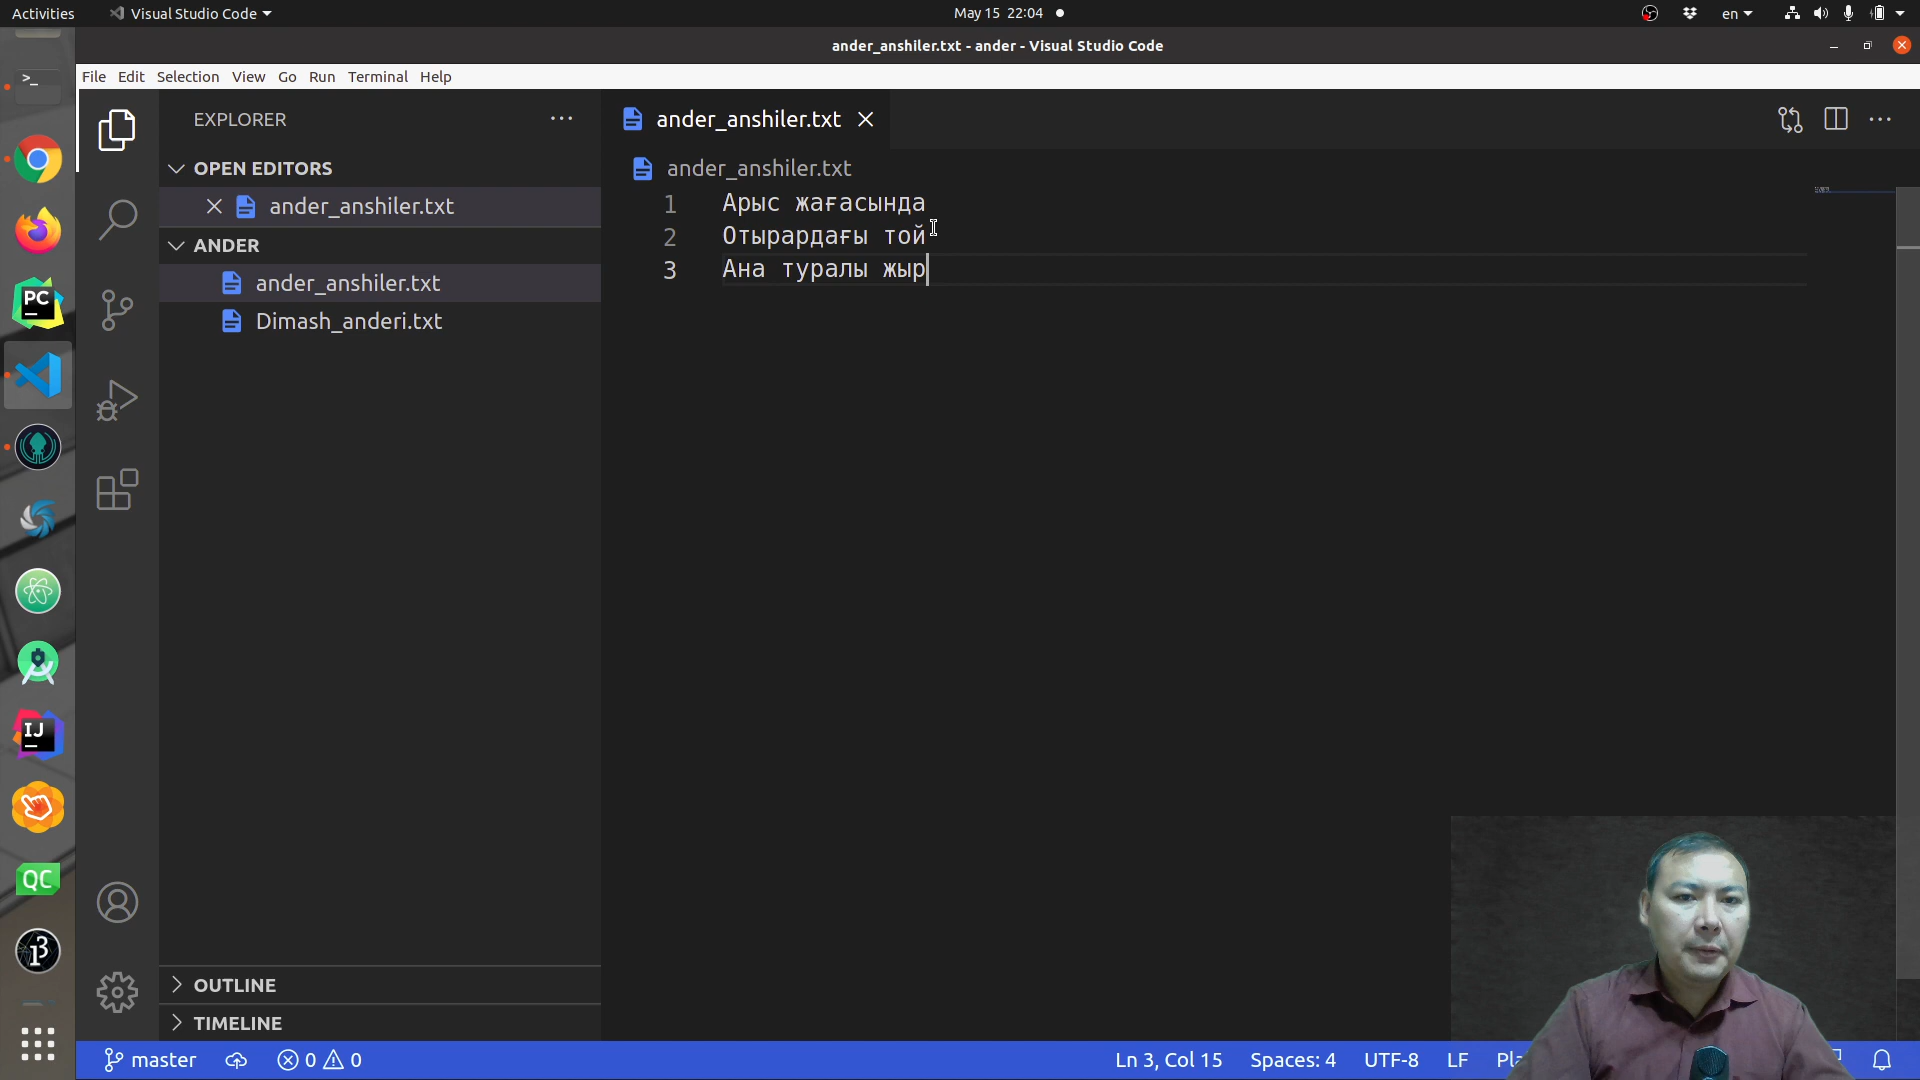 Activities Visual Studio Code May 15 22:04 en
ander_anshiler.txt - ander - Visual Studio Code
File Edit Selection View Go Run Terminal Help
EXPLORER
OPEN EDITORS
ander_anshiler.txt
ANDER
ander_anshiler.txt
Dimash_anderi.txt
OUTLINE
TIMELINE
ander_anshiler.txt
ander_anshiler.txt
1 Арыс жағасында
2 Отырардағы той
3 Ана туралы жыр
PC
IJ
QC
master 0 0 Ln 3, Col 15 Spaces: 4 UTF-8 LF